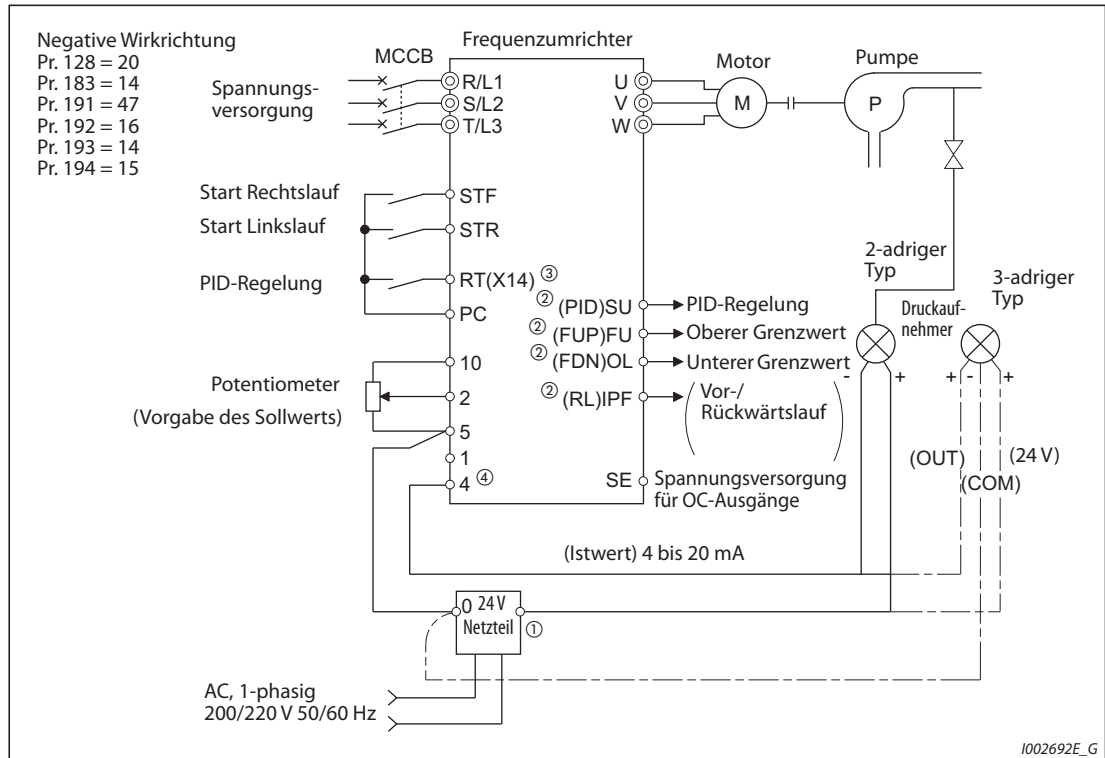 Negative Wirkrichtung
Pr. 128 = 20
Pr. 183 = 14
Pr. 191 = 47
Pr. 192 = 16
Pr. 193 = 14
Pr. 194 = 15
Spannungs-
versorgung
MCCB
Frequenzumrichter
R/L1
S/L2
T/L3
U
V
W
Motor
M
Pumpe
P
Start Rechtslauf
STF
Start Linkslauf
STR
PID-Regelung
RT(X14) ③
PC
② (PID)SU
PID-Regelung
② (FUP)FU
Oberer Grenzwert
② (FDN)OL
Unterer Grenzwert
② (RL)IPF
Vor-/
Rückwärtslauf
SE
Spannungsversorgung
für OC-Ausgänge
Potentiometer
(Vorgabe des Sollwerts)
10
2
5
1
4 ④
2-adriger
Typ
3-adriger
Typ
Druckauf-
nehmer
- +
+ - +
(OUT)
(COM)
(24 V)
(Istwert) 4 bis 20 mA
0 24 V
Netzteil
①
AC, 1-phasig
200/220 V 50/60 Hz
I002692E_G